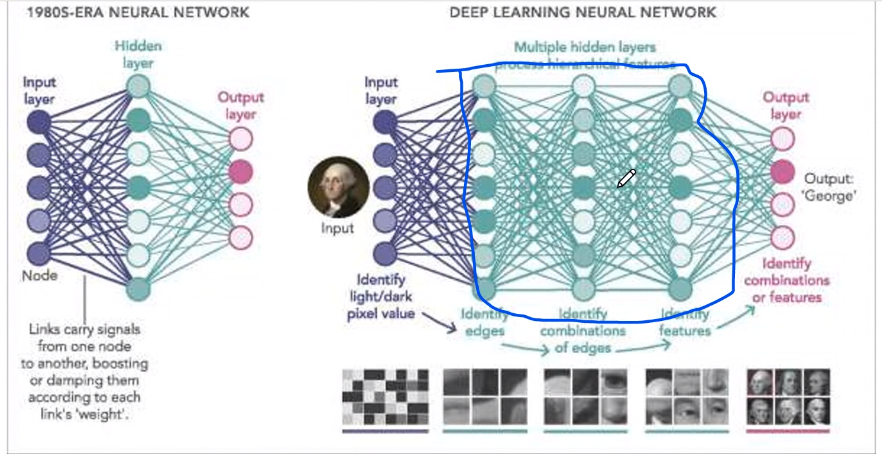 1980S-ERA NEURAL NETWORK
Hidden
layer
Input
layer
Output
layer
Node
Links carry signals
from one node
to another, boosting
or damping them
according to each
link's 'weight'.
DEEP LEARNING NEURAL NETWORK
Multiple hidden layers
process hierarchical features
Input
layer
Output
layer
Input
Output:
'George'
Identify
light/dark
pixel value
Identify
edges
Identify
combinations
of edges
Identify
features
Identify
combinations
or features